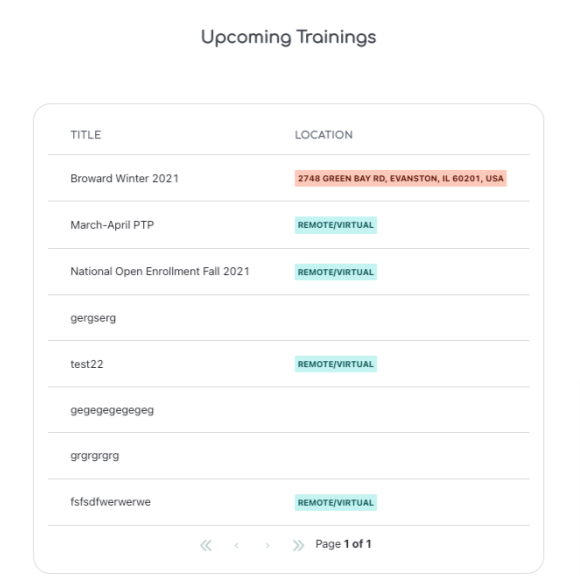 Upcoming Trainings
TITLE LOCATION
Broward Winter 2021 2748 GREEN BAY RD, EVANSTON, IL 60201, USA
March-April PTP REMOTE/VIRTUAL
National Open Enrollment Fall 2021 REMOTE/VIRTUAL
gergserg
test22 REMOTE/VIRTUAL
gegegegegegeg
grgrgrgrg
fsfsdfwerwerwe REMOTE/VIRTUAL
Page 1 of 1